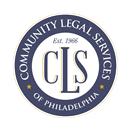 COMMUNITY LEGAL SERVICES
Est. 1966
CLS
OF PHILADELPHIA